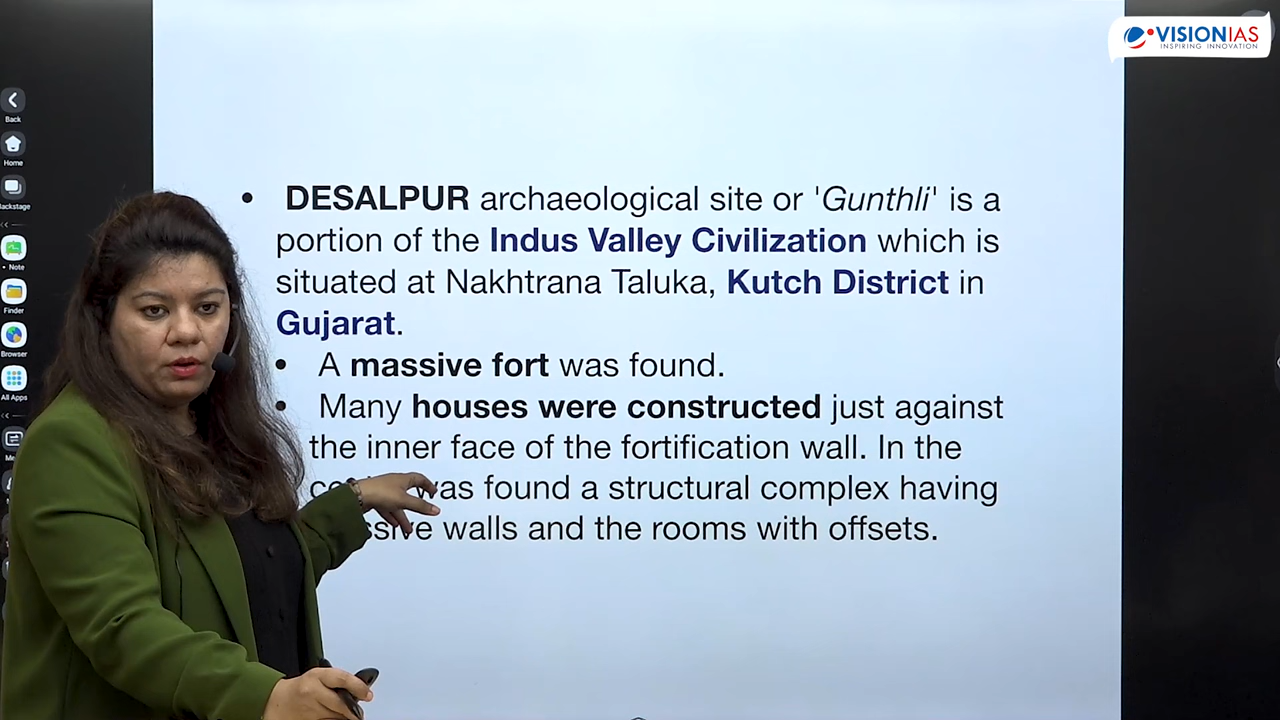 VISIONIAS
INSPIRING INNOVATION
Back
Home
Note
Finder
Browser
All Apps
• DESALPUR archaeological site or 'Gunthli' is a
portion of the Indus Valley Civilization which is
situated at Nakhtrana Taluka, Kutch District in
Gujarat.
• A massive fort was found.
• Many houses were constructed just against
the inner face of the fortification wall. In the
was found a structural complex having
walls and the rooms with offsets.